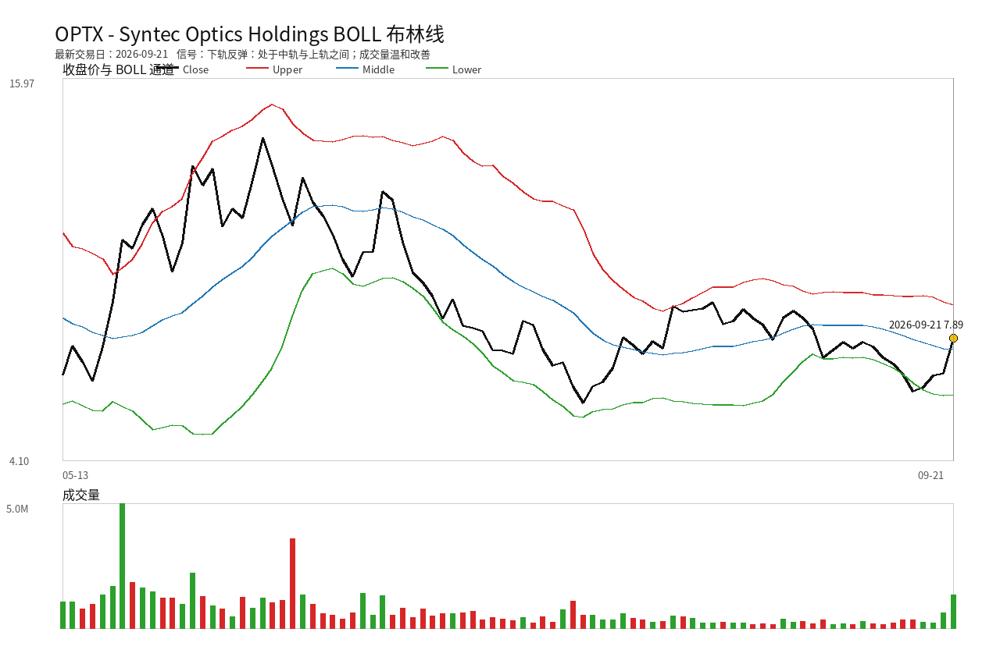 OPTX - Syntec Optics Holdings BOLL 布林线
最新交易日：2026-09-21 信号：下轨反弹：处于中轨与上轨之间；成交量温和改善
收盘价与 BOLL 通道 Close Upper Middle Lower
15.97
2026-09-21 7.89
4.10
05-13 09-21
成交量
5.0M